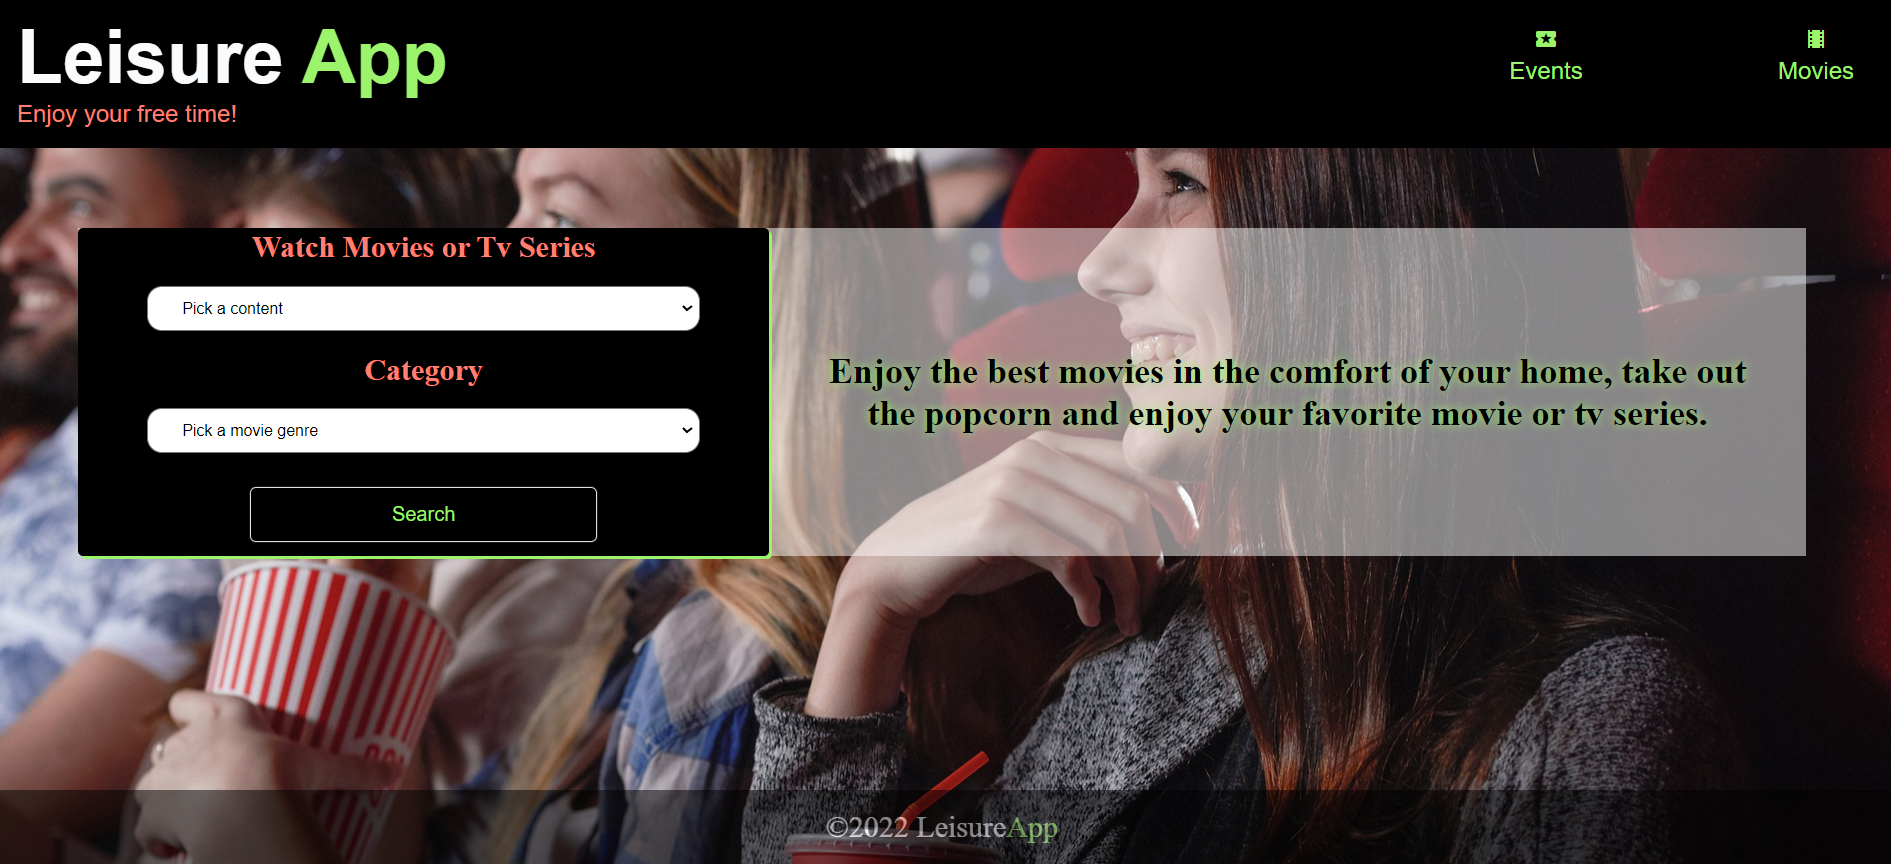 Leisure App
Enjoy your free time!
Events
Movies
Watch Movies or Tv Series
Pick a content
Category
Pick a movie genre
Search
Enjoy the best movies in the comfort of your home, take out
the popcorn and enjoy your favorite movie or tv series.
©2022 LeisureApp